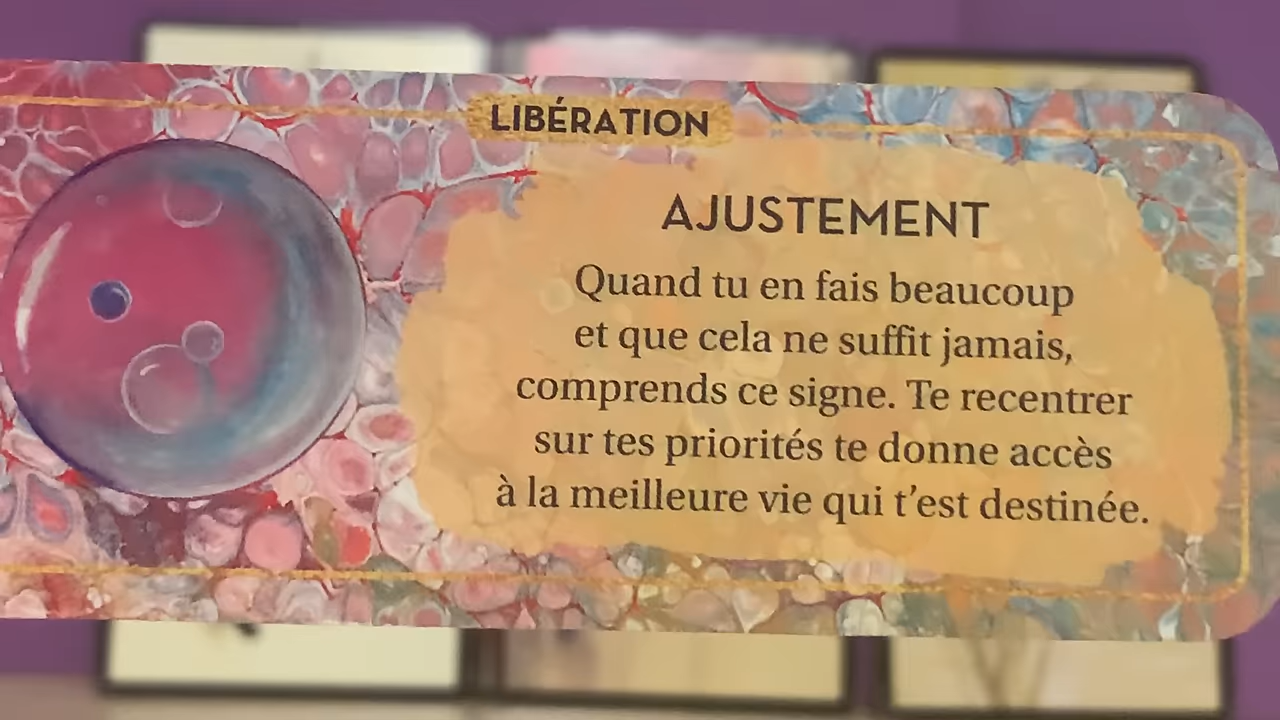 LIBÉRATION
AJUSTEMENT
Quand tu en fais beaucoup
et que cela ne suffit jamais,
comprends ce signe. Te recentrer
sur tes priorités te donne accès
à la meilleure vie qui t'est destinée.